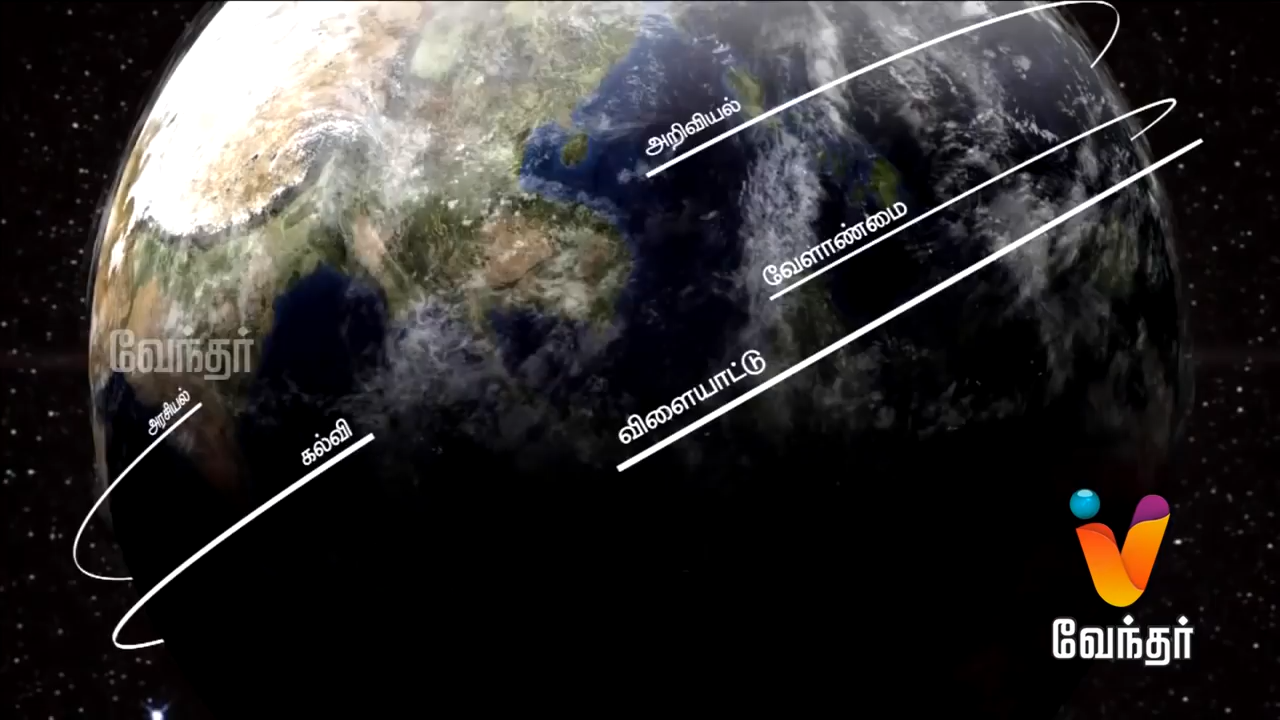 அறிவியல்
வேளாண்மை
விளையாட்டு
வேந்தர்
அரசியல்
கல்வி
வேந்தர்